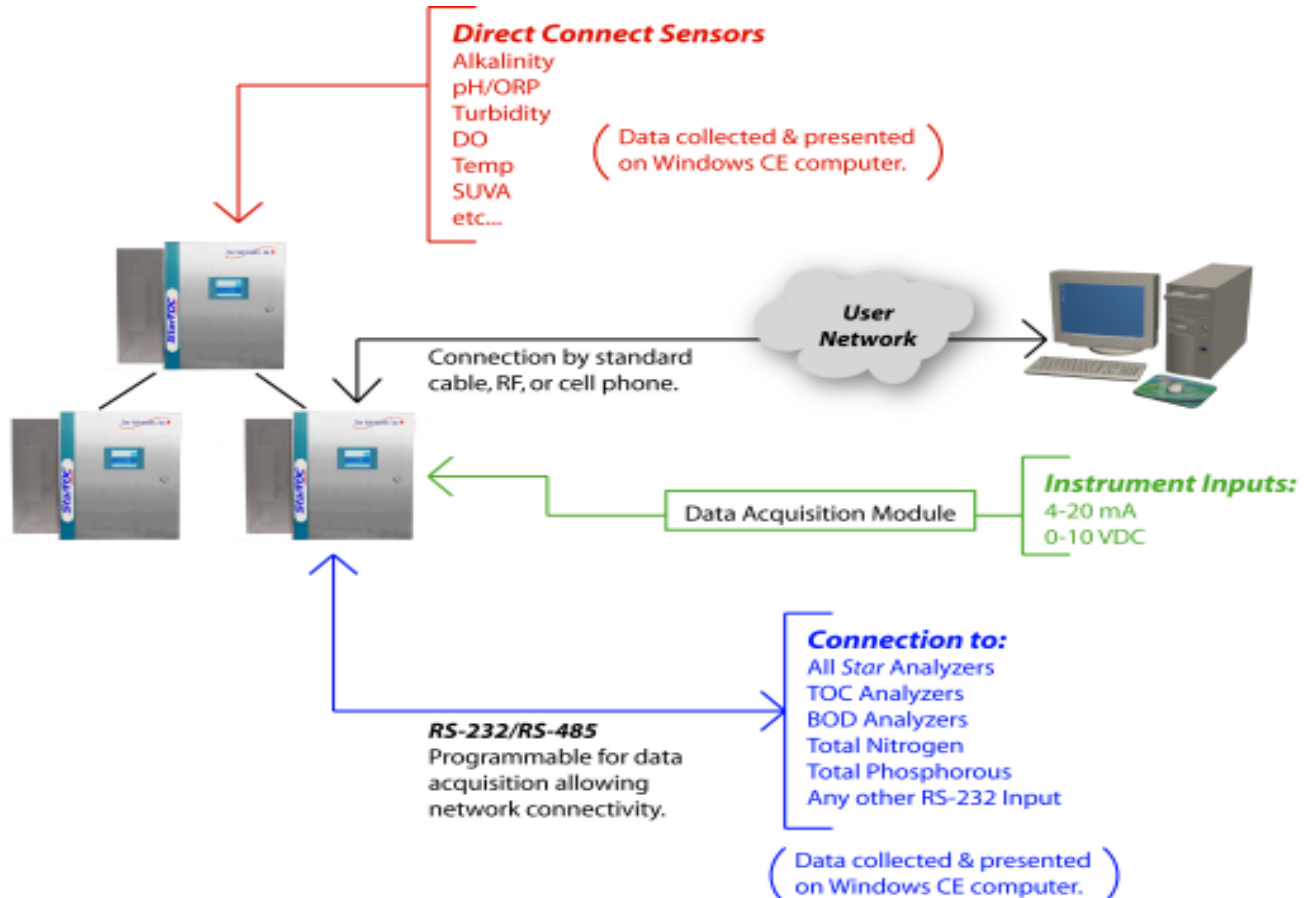 Direct Connect Sensors
Alkalinity
pH/ORP
Turbidity
DO
Temp
SUVA
etc...
(Data collected & presented
on Windows CE computer.)
StarTOC
User
Network
Connection by standard
cable, RF, or cell phone.
StarTOC
StarTOC
Data Acquisition Module
Instrument Inputs:
4-20 mA
0-10 VDC
RS-232/RS-485
Programmable for data
acquisition allowing
network connectivity.
Connection to:
All Star Analyzers
TOC Analyzers
BOD Analyzers
Total Nitrogen
Total Phosphorous
Any other RS-232 Input
(Data collected & presented
on Windows CE computer.)